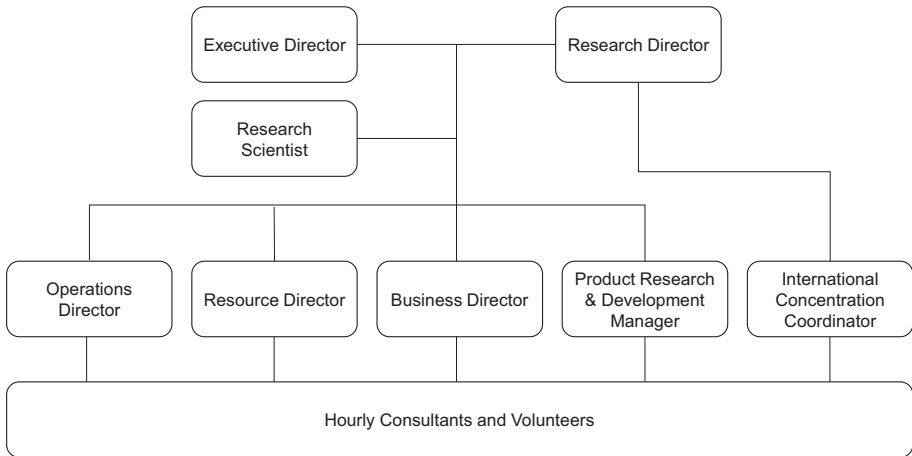 Executive Director
Research Director
Research
Scientist
Operations
Director
Resource Director
Business Director
Product Research
& Development
Manager
International
Concentration
Coordinator
Hourly Consultants and Volunteers